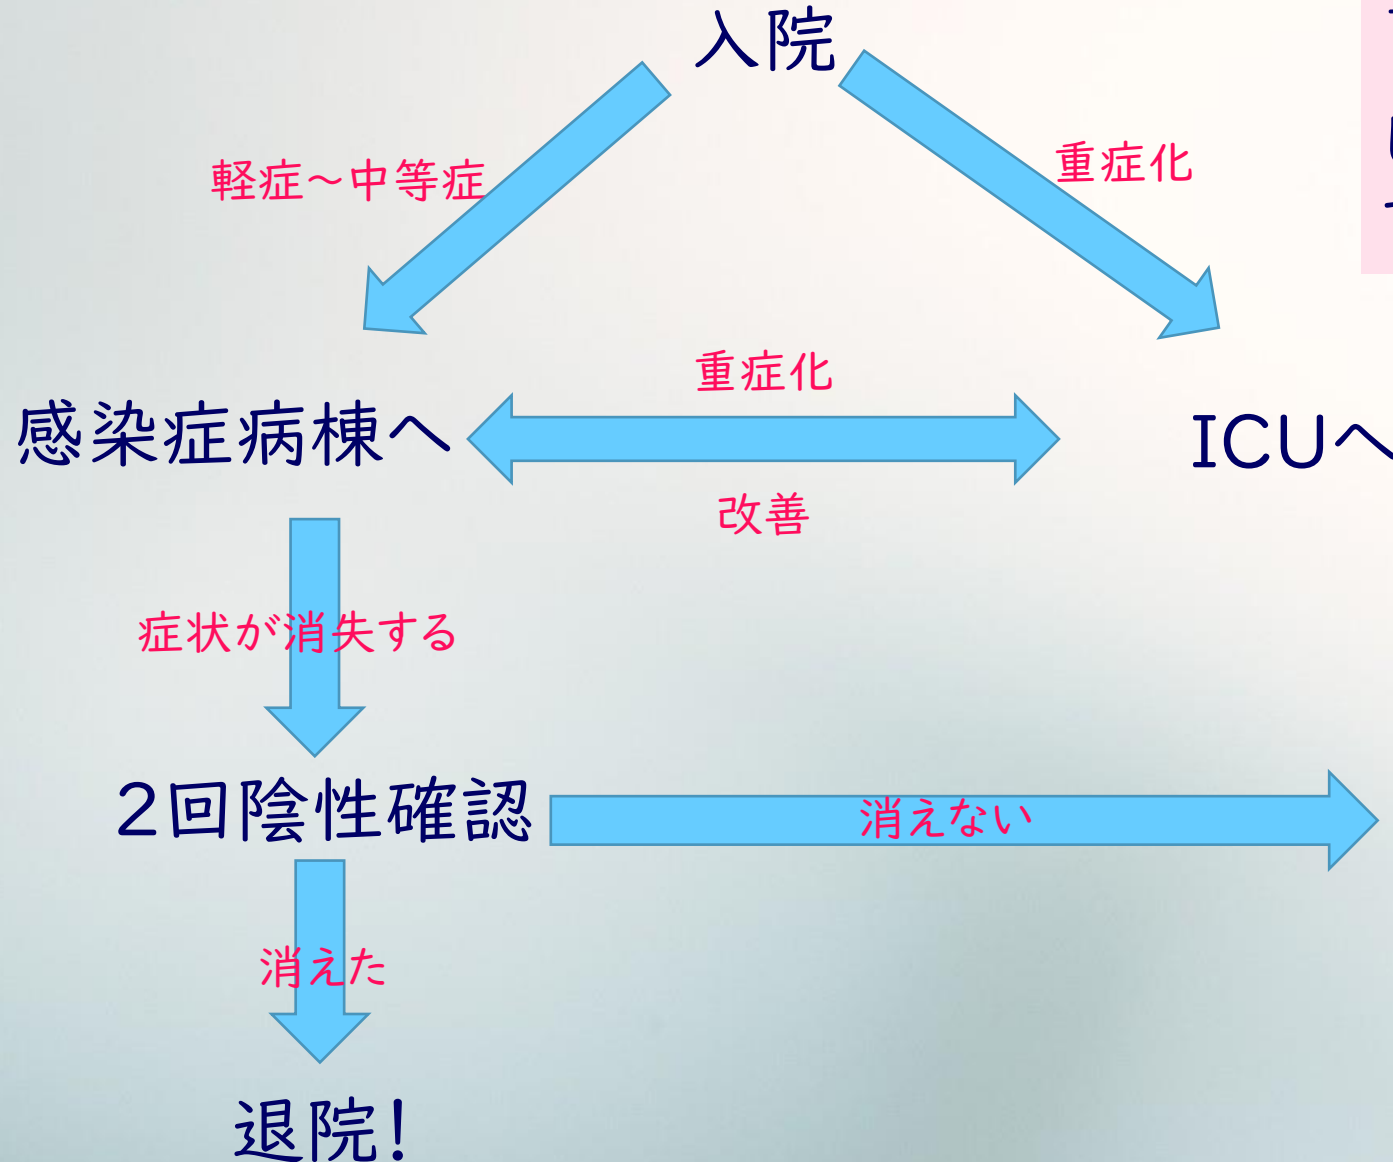 入院
軽症～中等症
重症化
重症化
感染症病棟へ
ICUへ
改善
症状が消失する
2回陰性確認
消えない
消えた
退院!